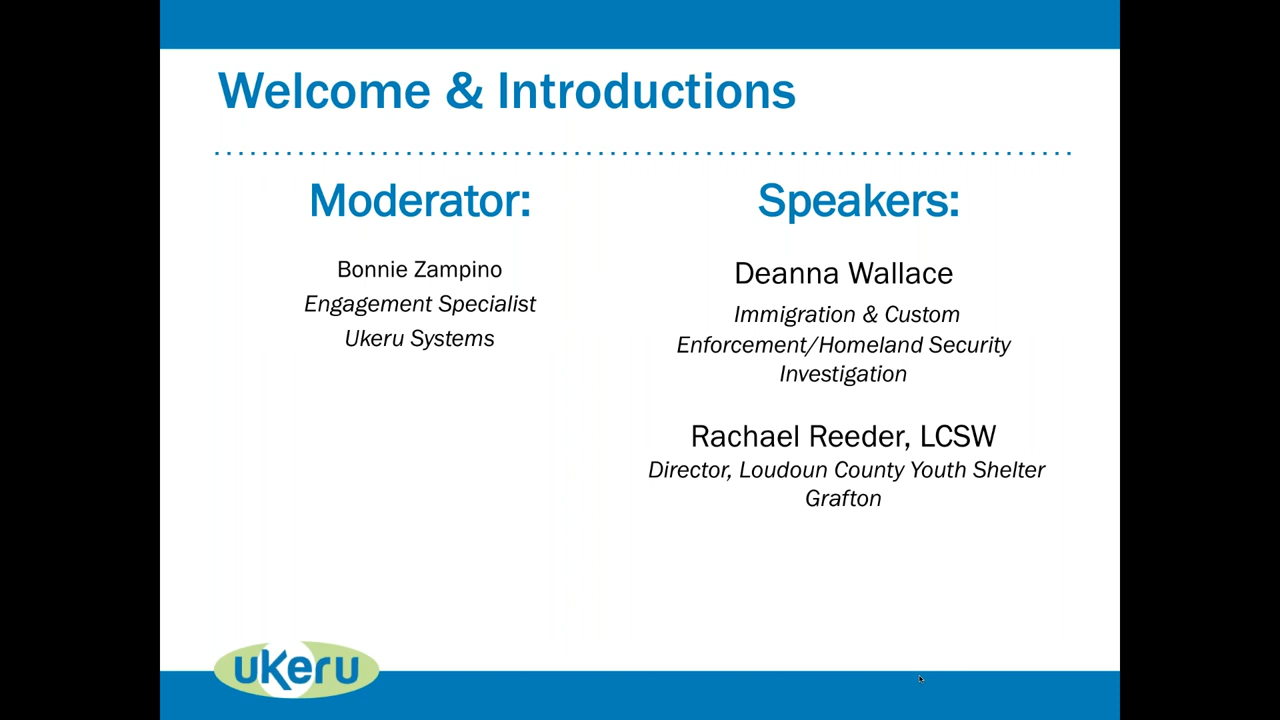 Welcome & Introductions
Moderator:
Bonnie Zampino
Engagement Specialist
Ukeru Systems
Speakers:
Deanna Wallace
Immigration & Custom
Enforcement/Homeland Security
Investigation
Rachael Reeder, LCSW
Director, Loudoun County Youth Shelter
Grafton
ukeru